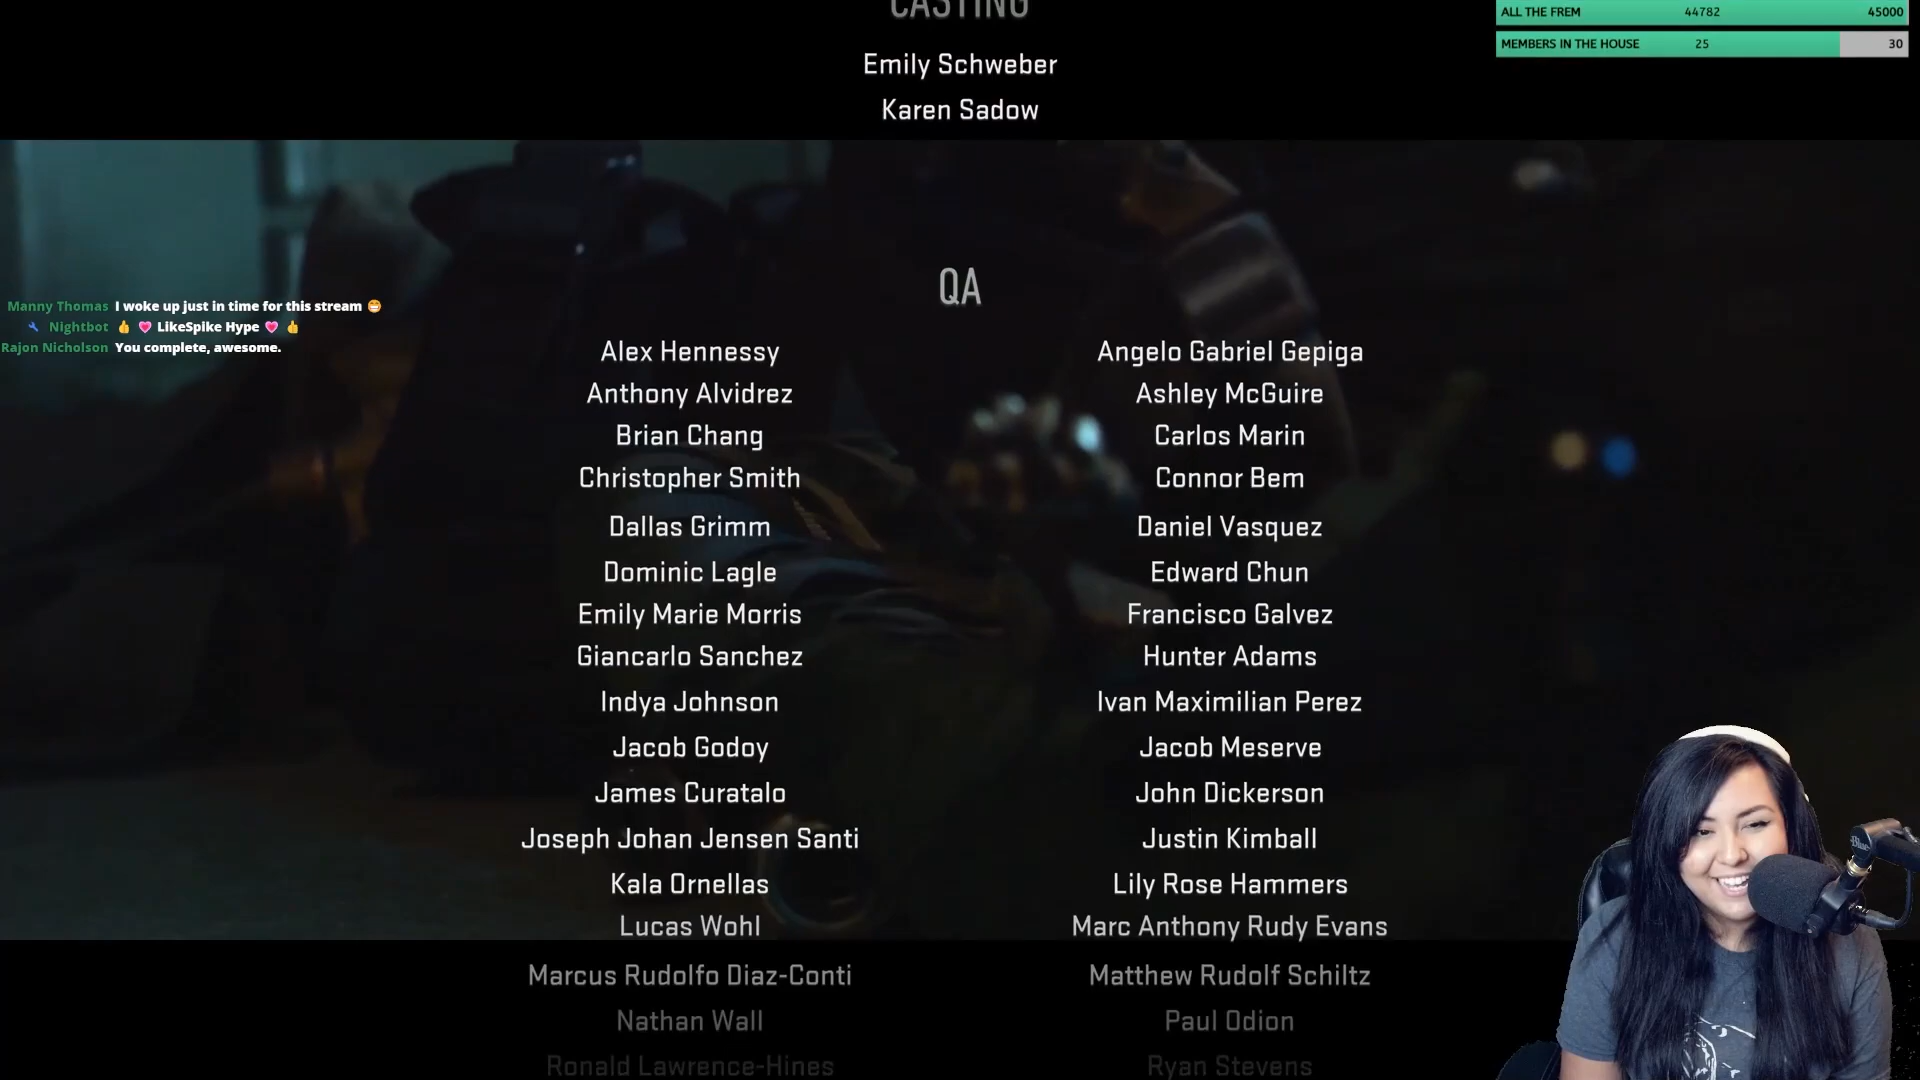 CASTING
Emily Schweber
Karen Sadow
ALL THE FREM 44782 45000
MEMBERS IN THE HOUSE 25 30
QA
Manny Thomas I woke up just in time for this stream 😁
Nightbot 👍 💗 LikeSpike Hype 💗 👍
Rajon Nicholson You complete, awesome.
Alex Hennessy Angelo Gabriel Gepiga
Anthony Alvidrez Ashley McGuire
Brian Chang Carlos Marin
Christopher Smith Connor Bem
Dallas Grimm Daniel Vasquez
Dominic Lagle Edward Chun
Emily Marie Morris Francisco Galvez
Giancarlo Sanchez Hunter Adams
Indya Johnson Ivan Maximilian Perez
Jacob Godoy Jacob Meserve
James Curatalo John Dickerson
Joseph Johan Jensen Santi Justin Kimball
Kala Ornellas Lily Rose Hammers
Lucas Wohl Marc Anthony Rudy Evans
Marcus Rudolfo Diaz-Conti Matthew Rudolf Schiltz
Nathan Wall Paul Odion
Ronald Lawrence-Hines Ryan Stevens
Blue